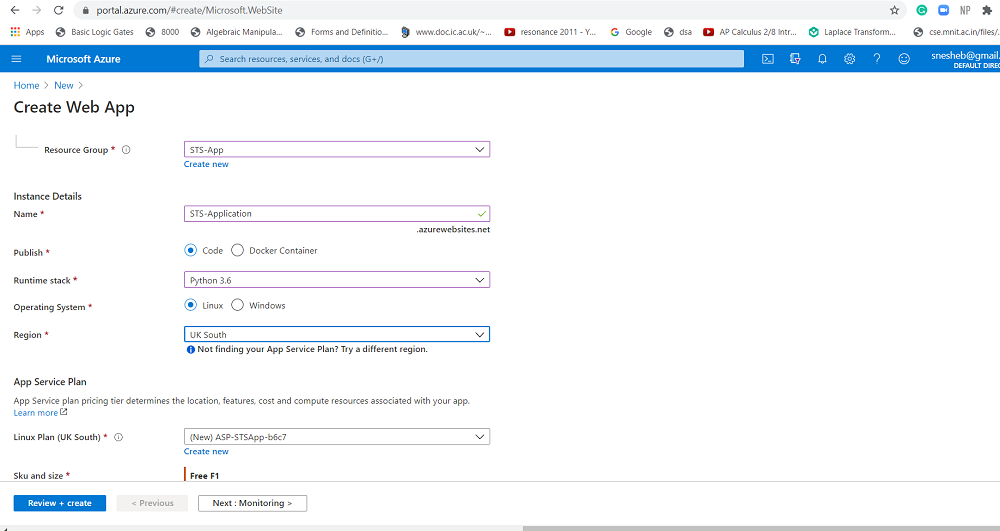 portal.azure.com/#create/Microsoft.WebSite
NP
Apps Basic Logic Gates 8000 Algebraic Manipula... Forms and Definitio... www.doc.ic.ac.uk/~... resonance 2011 - Y... Google dsa AP Calculus 2/8 Intr... Laplace Transform... cse.mnit.ac.in/files/.
Microsoft Azure Search resources, services, and docs (G+/) snesheb@gmail.
DEFAULT DIREC
Home > New >
Create Web App
Resource Group * STS-App
Create new
Instance Details
Name * STS-Application
.azurewebsites.net
Publish * Code Docker Container
Runtime stack * Python 3.6
Operating System * Linux Windows
Region * UK South
Not finding your App Service Plan? Try a different region.
App Service Plan
App Service plan pricing tier determines the location, features, cost and compute resources associated with your app.
Learn more
Linux Plan (UK South) * (New) ASP-STSApp-b6c7
Create new
Sku and size * Free F1
Review + create < Previous Next : Monitoring >